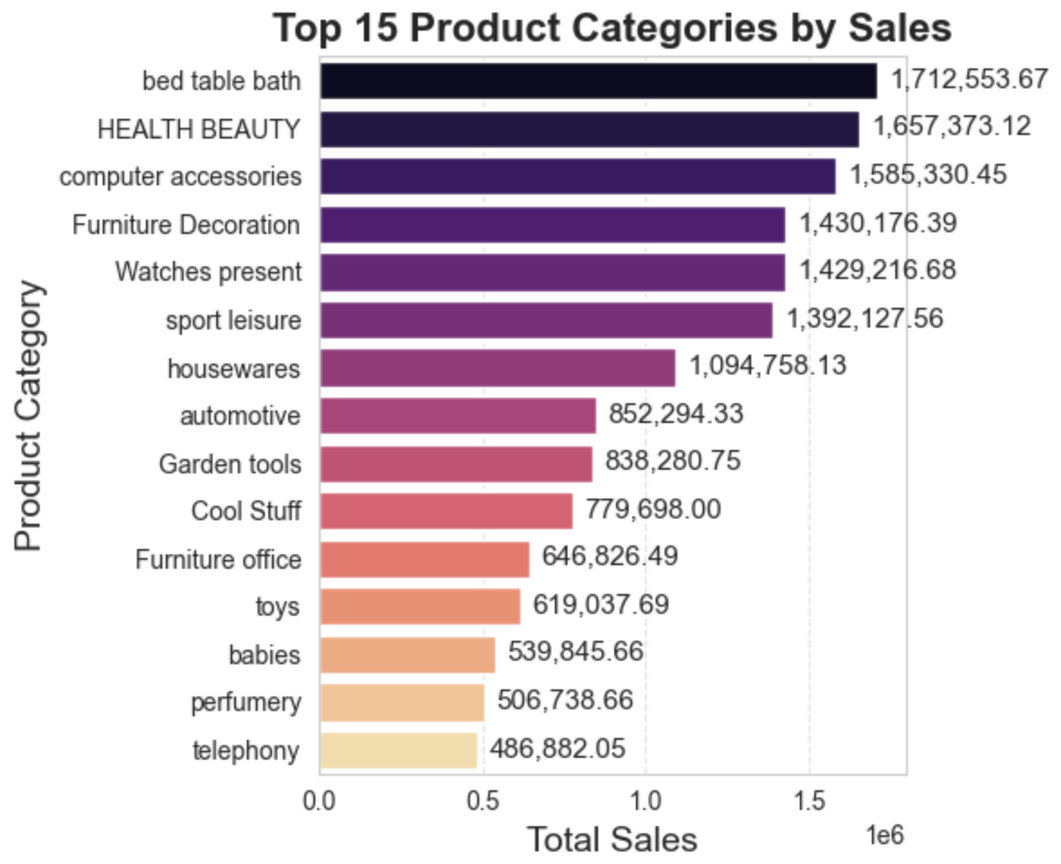 Top 15 Product Categories by Sales
Product Category
bed table bath 1,712,553.67
HEALTH BEAUTY 1,657,373.12
computer accessories 1,585,330.45
Furniture Decoration 1,430,176.39
Watches present 1,429,216.68
sport leisure 1,392,127.56
housewares 1,094,758.13
automotive 852,294.33
Garden tools 838,280.75
Cool Stuff 779,698.00
Furniture office 646,826.49
toys 619,037.69
babies 539,845.66
perfumery 506,738.66
telephony 486,882.05
0.0 0.5 1.0 1.5
1e6
Total Sales